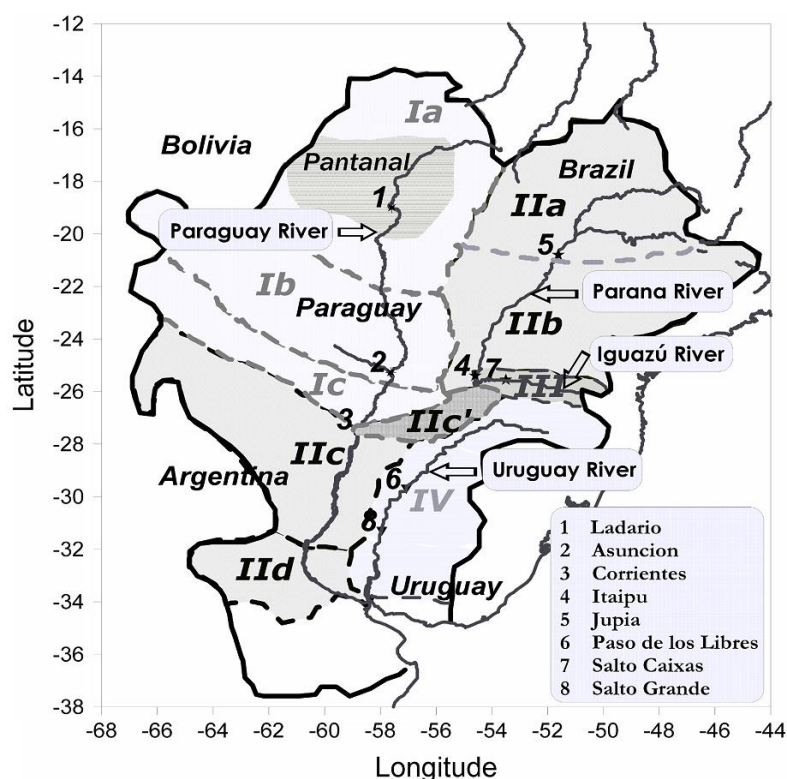 -12
-14
-16
-18
-20
-22
-24
-26
-28
-30
-32
-34
-36
-38
Latitude
Ia
Bolivia
Pantanal
Brazil
1
IIa
Paraguay River
5
Ib
Paraguay
Parana River
IIb
Iguazú River
2
4 7
Ic
III
3
IIc'
IIc
Argentina
6
Uruguay River
IV
8
IId
Uruguay
1 Ladario
2 Asuncion
3 Corrientes
4 Itaipu
5 Jupia
6 Paso de los Libres
7 Salto Caixas
8 Salto Grande
-68 -66 -64 -62 -60 -58 -56 -54 -52 -50 -48 -46 -44
Longitude